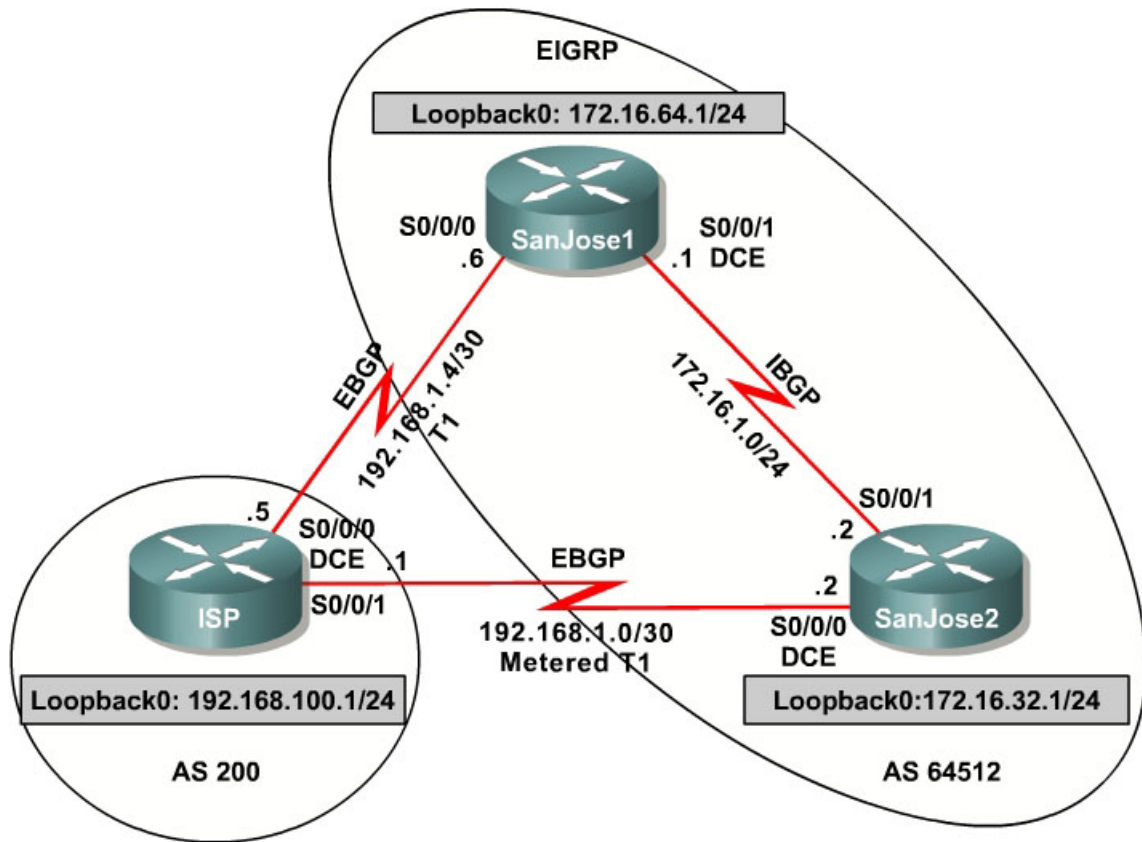 EIGRP
Loopback0: 172.16.64.1/24
S0/0/0
SanJose1
S0/0/1
DCE
.6
.1
EBGP
192.168.1.4/30
T1
IBGP
172.16.1.0/24
.5
S0/0/0
DCE
.1
S0/0/1
ISP
EBGP
192.168.1.0/30
Metered T1
S0/0/1
.2
.2
SanJose2
S0/0/0
DCE
Loopback0: 192.168.100.1/24
Loopback0:172.16.32.1/24
AS 200
AS 64512